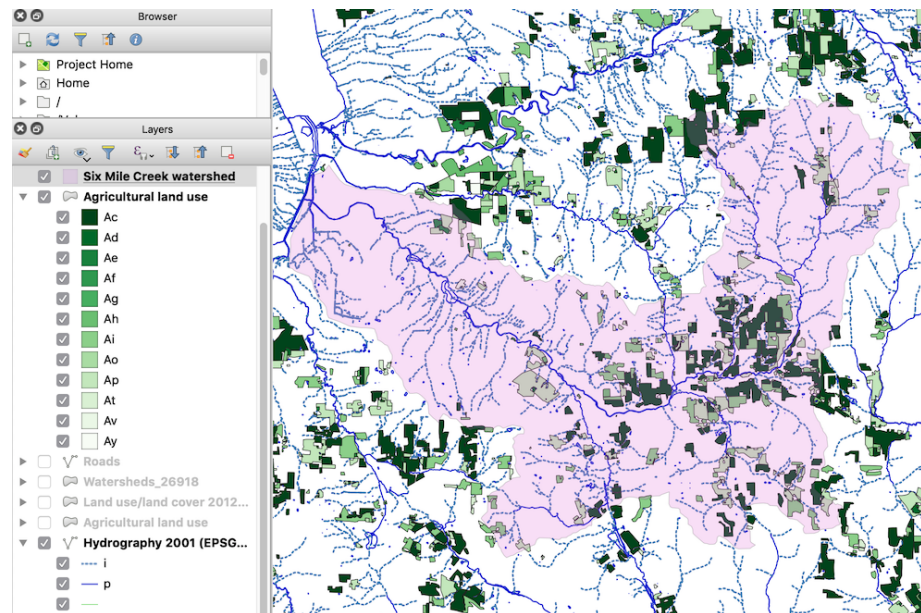 Browser
Project Home
Home
/
Layers
Six Mile Creek watershed
Agricultural land use
Ac
Ad
Ae
Af
Ag
Ah
Ai
Ao
Ap
At
Av
Ay
Roads
Watersheds_26918
Land use/land cover 2012...
Agricultural land use
Hydrography 2001 (EPSG...
i
p